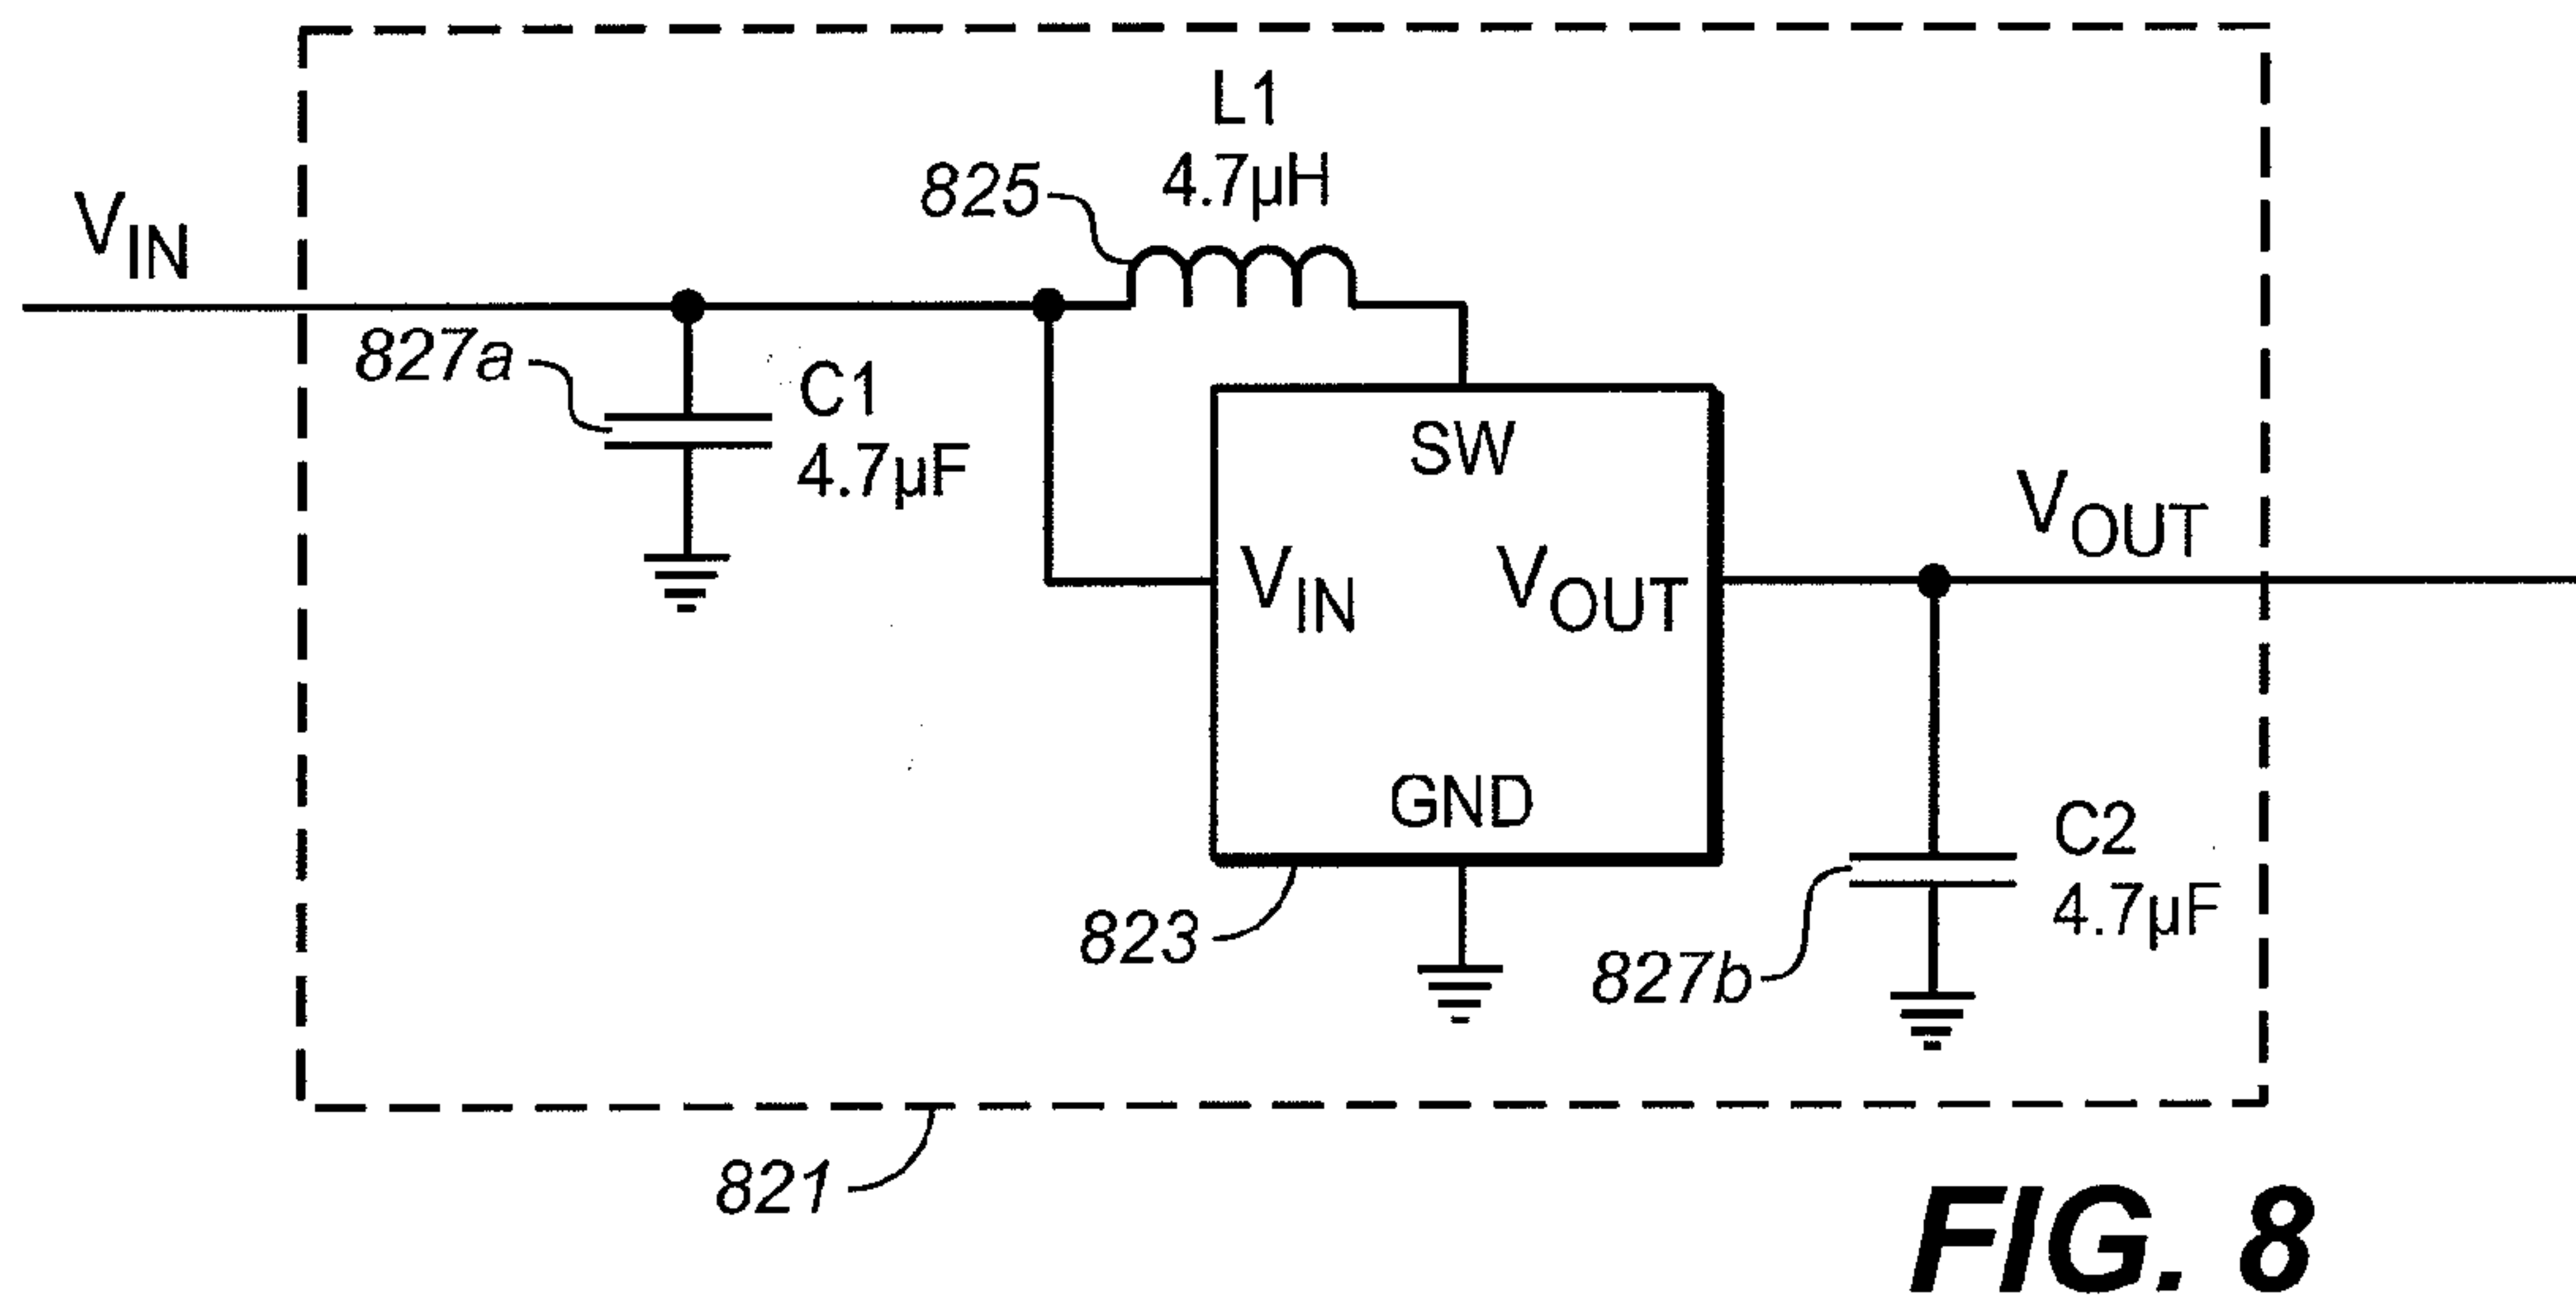 L1
4.7µH
825
VIN
827a
C1
4.7µF
SW
VIN
VOUT
VOUT
GND
C2
4.7µF
823
827b
821
FIG. 8